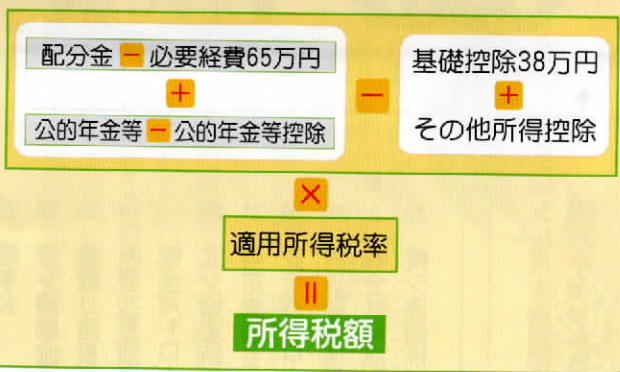 配分金 − 必要経費65万円
+
公的年金等 − 公的年金等控除
−
基礎控除38万円
+
その他所得控除
×
適用所得税率
=
所得税額